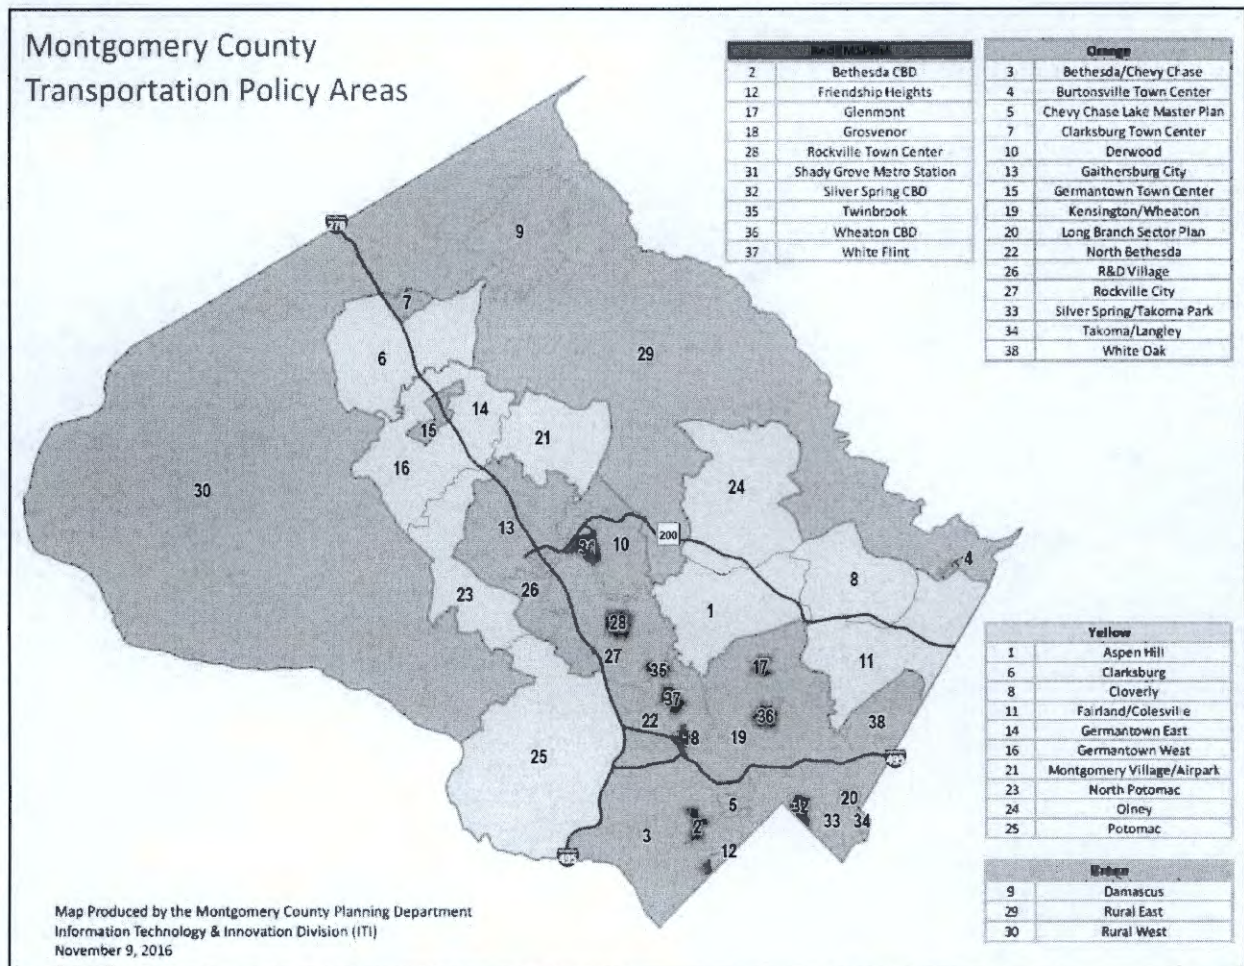 Montgomery County
Transportation Policy Areas
2 Bethesda CBD
12 Friendship Heights
17 Glenmont
18 Grosvenor
28 Rockville Town Center
31 Shady Grove Metro Station
32 Silver Spring CBD
35 Twinbrook
36 Wheaton CBD
37 White Flint
Orange
3 Bethesda/Chevy Chase
4 Burtonsville Town Center
5 Chevy Chase Lake Master Plan
7 Clarksburg Town Center
10 Derwood
13 Gaithersburg City
15 Germantown Town Center
19 Kensington/Wheaton
20 Long Branch Sector Plan
22 North Bethesda
26 R&D Village
27 Rockville City
33 Silver Spring/Takoma Park
34 Takoma/Langley
38 White Oak
9
7
6
29
14
15
21
16
30
24
13
200
10
4
8
26
23
1
28
27
17
11
35
37
36
22
38
19
25
5
20
3
2
33
34
12
Yellow
1 Aspen Hill
6 Clarksburg
8 Cloverly
11 Fairland/Colesville
14 Germantown East
16 Germantown West
21 Montgomery Village/Airpark
23 North Potomac
24 Olney
25 Potomac
Green
9 Damascus
29 Rural East
30 Rural West
Map Produced by the Montgomery County Planning Department
Information Technology & Innovation Division (ITI)
November 9, 2016